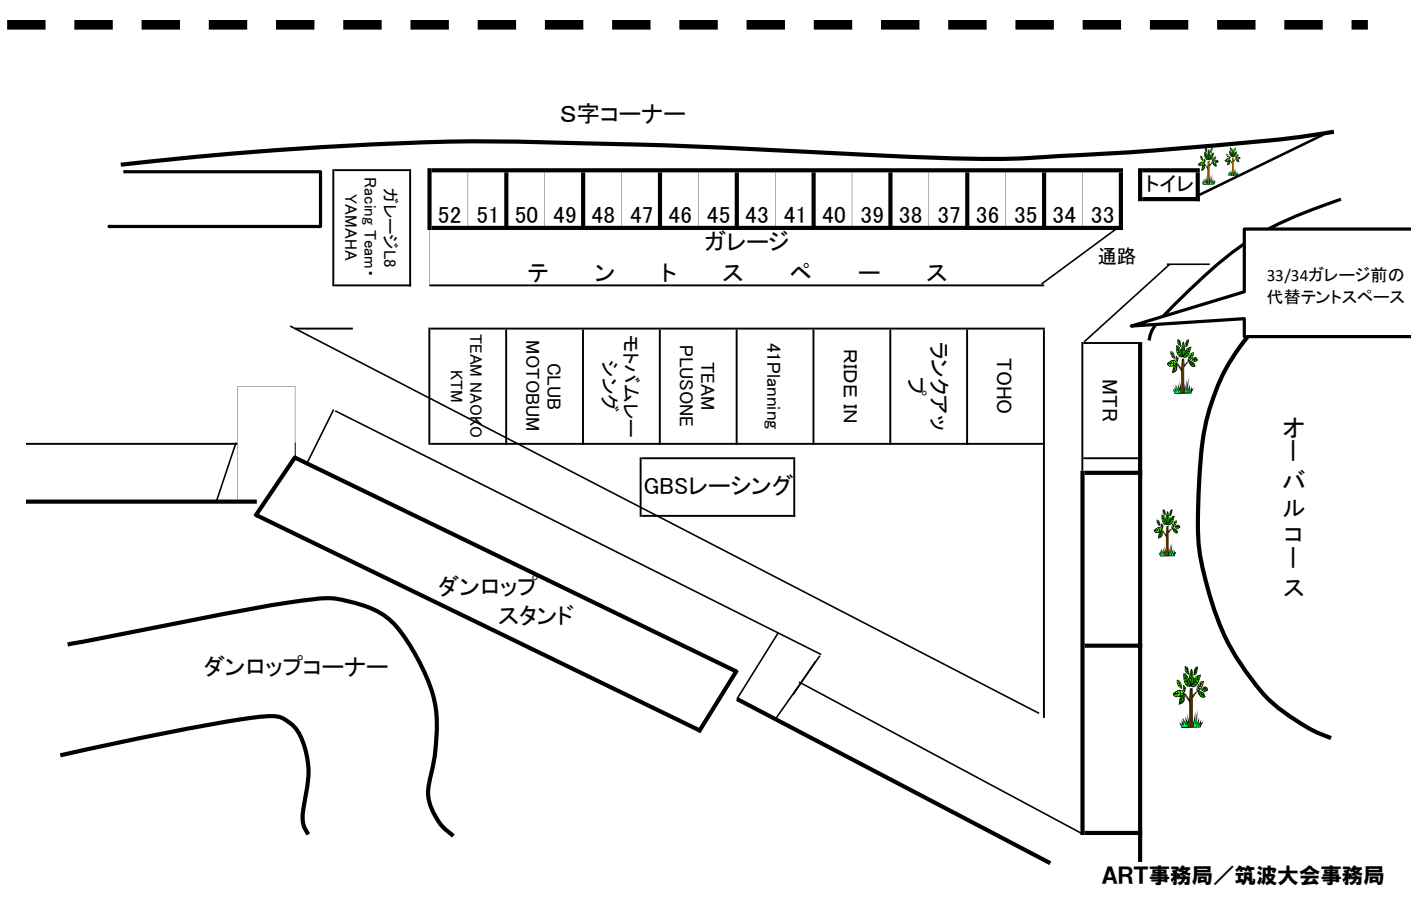 S字コーナー
ガレージL8
Racing Team・
YAMAHA
52 51 50 49 48 47 46 45 43 41 40 39 38 37 36 35 34 33
トイレ
ガレージ
テントスペース
通路
33/34ガレージ前の
代替テントスペース
TEAM NAOKO
KTM
CLUB
MOTOBUM
モトバムレー
シング
TEAM
PLUSONE
41Planning
RIDE IN
ランクアッ
プ
TOHO
MTR
GBSレーシング
オーバルコース
ダンロップ
スタンド
ダンロップコーナー
ART事務局／筑波大会事務局